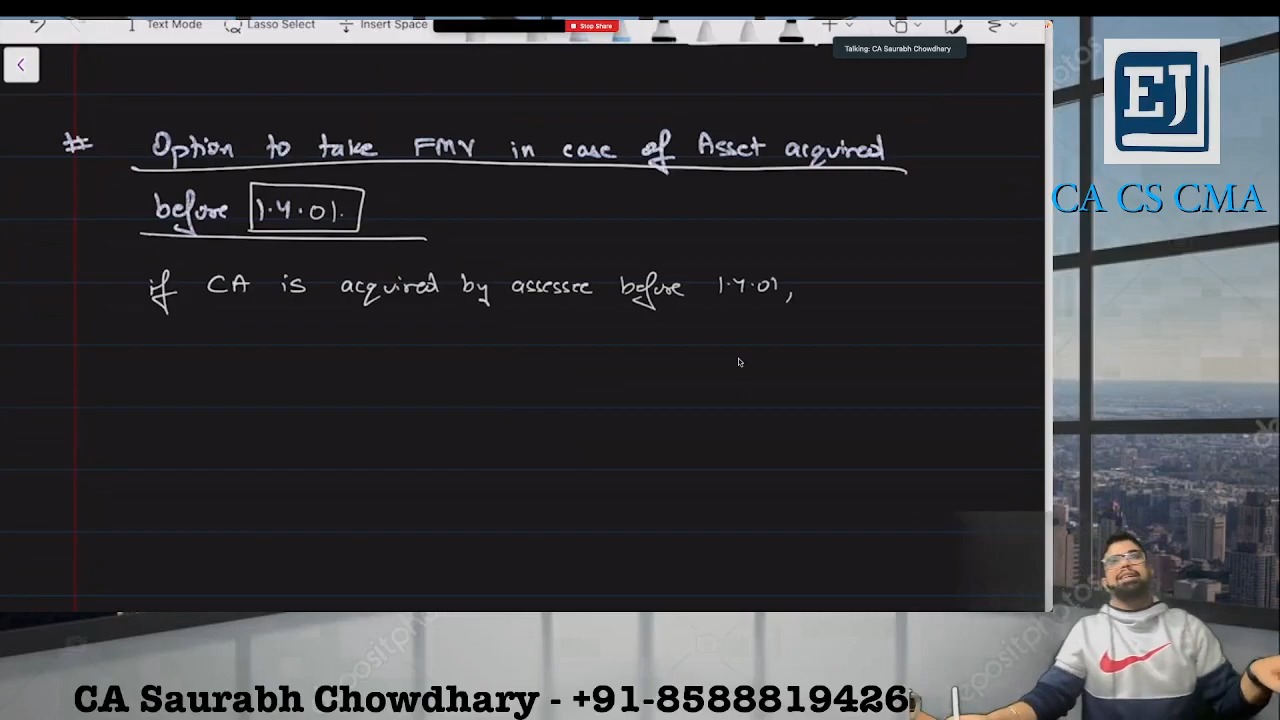 Text Mode
Lasso Select
Insert Space
Stop Share
Talking: CA Saurabh Chowdhary
# Option to take FMV in case of Asset acquired
before 1.4.01.
if CA is acquired by assessee before 1.4.01,
EJ
CA CS CMA
CA Saurabh Chowdhary - +91-8588819426